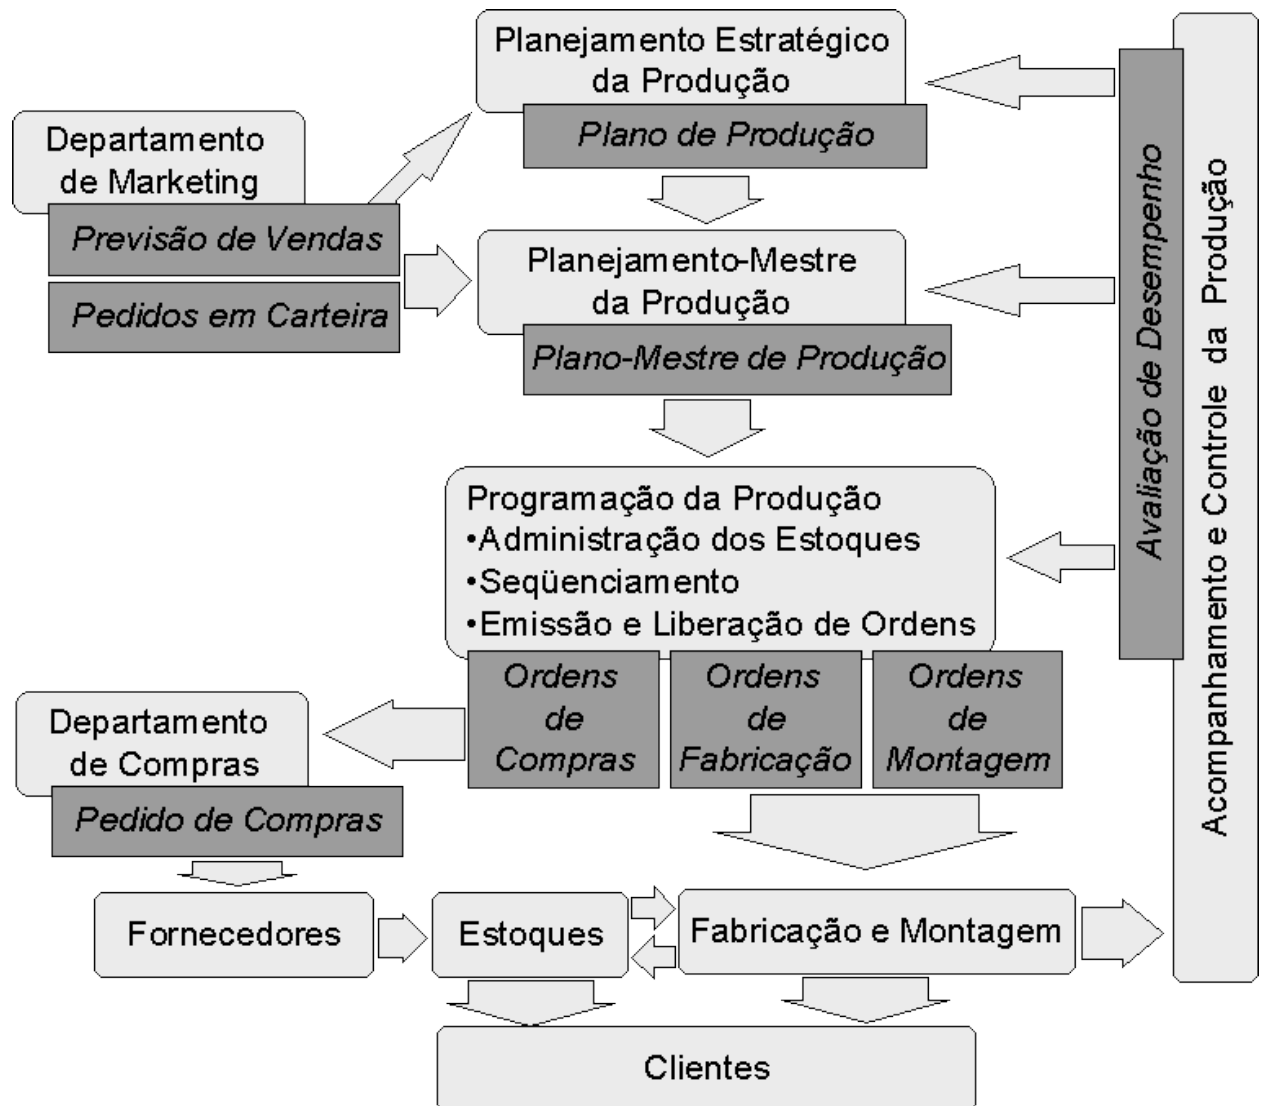 Planejamento Estratégico
da Produção
Plano de Produção
Departamento
de Marketing
Previsão de Vendas
Pedidos em Carteira
Planejamento-Mestre
da Produção
Plano-Mestre de Produção
Programação da Produção
•Administração dos Estoques
•Seqüenciamento
•Emissão e Liberação de Ordens
Ordens
de
Compras
Ordens
de
Fabricação
Ordens
de
Montagem
Departamento
de Compras
Pedido de Compras
Fornecedores
Estoques
Fabricação e Montagem
Clientes
Avaliação de Desempenho
Acompanhamento e Controle da Produção